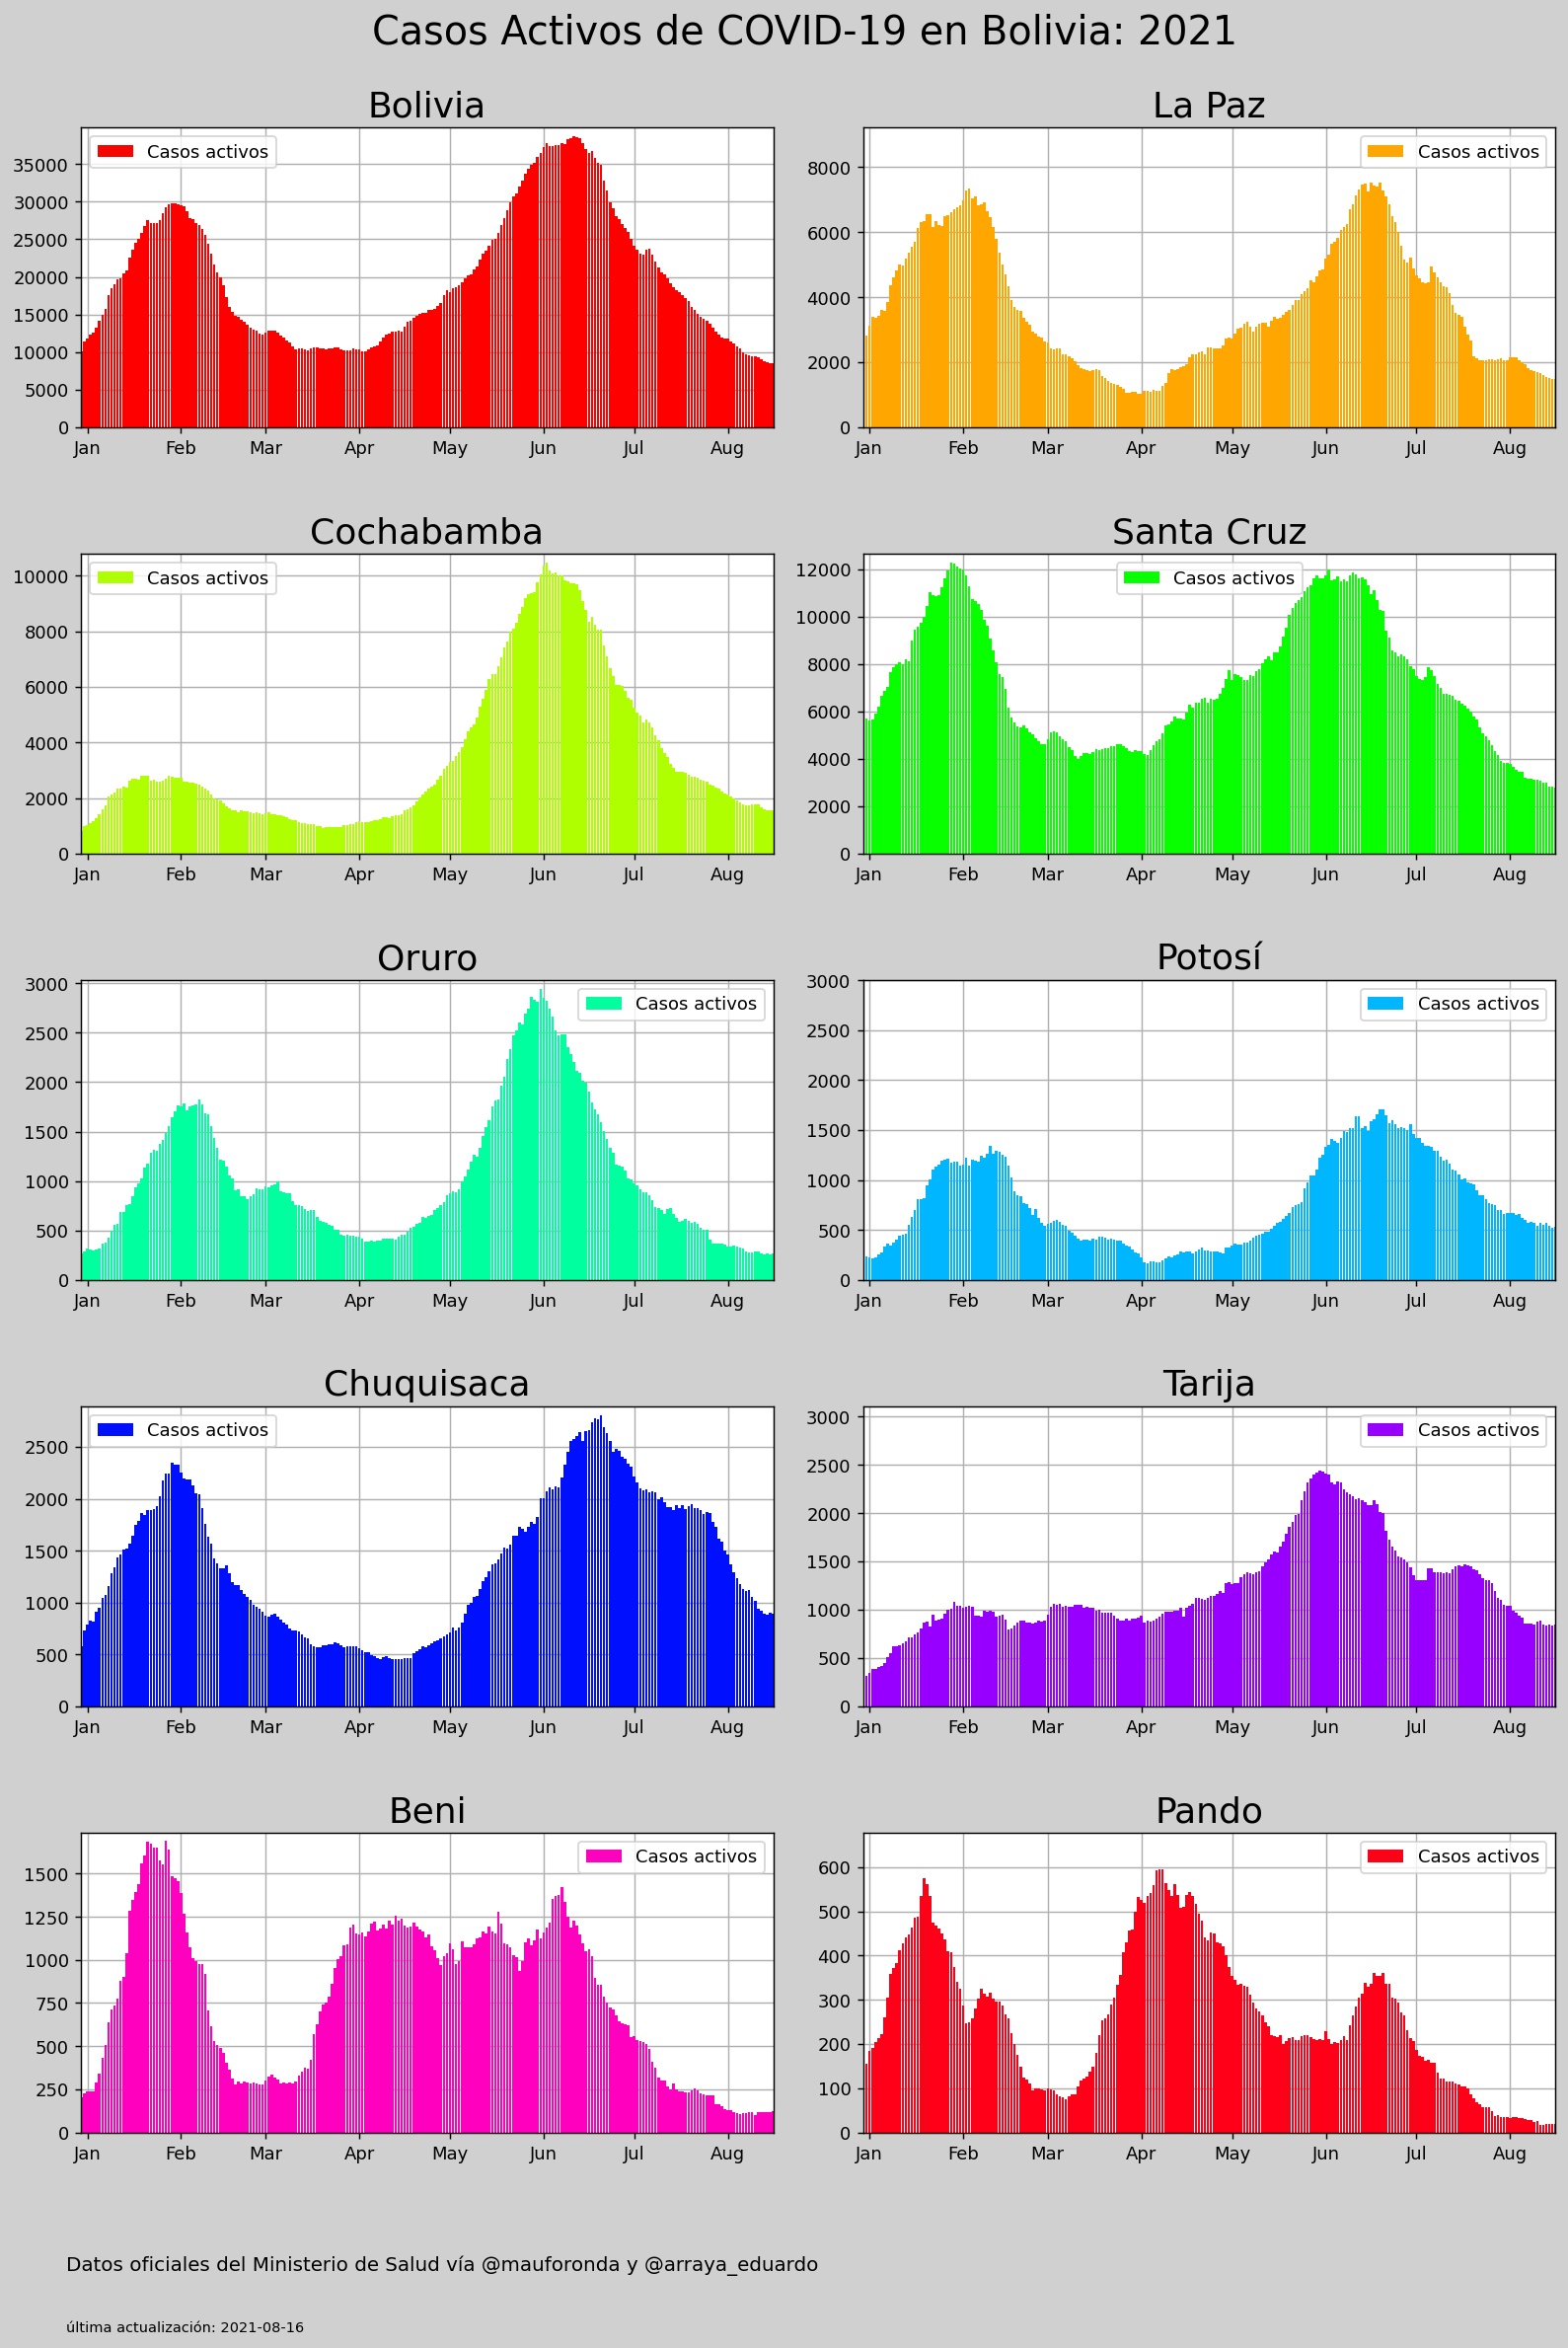 Casos Activos de COVID-19 en Bolivia: 2021
Bolivia
Casos activos
35000
30000
25000
20000
15000
10000
5000
0
Jan Feb Mar Apr May Jun Jul Aug
La Paz
Casos activos
8000
6000
4000
2000
0
Jan Feb Mar Apr May Jun Jul Aug
Cochabamba
Casos activos
10000
8000
6000
4000
2000
0
Jan Feb Mar Apr May Jun Jul Aug
Santa Cruz
Casos activos
12000
10000
8000
6000
4000
2000
0
Jan Feb Mar Apr May Jun Jul Aug
Oruro
Casos activos
3000
2500
2000
1500
1000
500
0
Jan Feb Mar Apr May Jun Jul Aug
Potosí
Casos activos
3000
2500
2000
1500
1000
500
0
Jan Feb Mar Apr May Jun Jul Aug
Chuquisaca
Casos activos
2500
2000
1500
1000
500
0
Jan Feb Mar Apr May Jun Jul Aug
Tarija
Casos activos
3000
2500
2000
1500
1000
500
0
Jan Feb Mar Apr May Jun Jul Aug
Beni
Casos activos
1500
1250
1000
750
500
250
0
Jan Feb Mar Apr May Jun Jul Aug
Pando
Casos activos
600
500
400
300
200
100
0
Jan Feb Mar Apr May Jun Jul Aug
Datos oficiales del Ministerio de Salud vía @mauforonda y @arraya_eduardo
última actualización: 2021-08-16